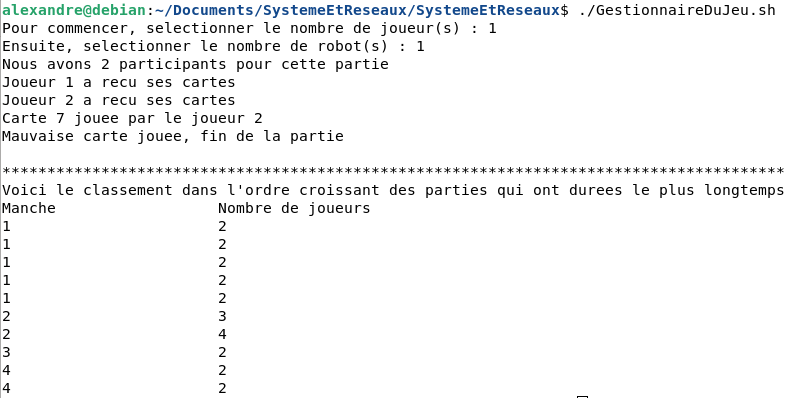 alexandre@debian:~/Documents/SystemeEtReseaux/SystemeEtReseaux$ ./GestionnaireDuJeu.sh
Pour commencer, selectionner le nombre de joueur(s) : 1
Ensuite, selectionner le nombre de robot(s) : 1
Nous avons 2 participants pour cette partie
Joueur 1 a recu ses cartes
Joueur 2 a recu ses cartes
Carte 7 jouee par le joueur 2
Mauvaise carte jouee, fin de la partie
***************************************************************************************
Voici le classement dans l'ordre croissant des parties qui ont durees le plus longtemps
Manche                        Nombre de joueurs
1                        2
1                        2
1                        2
1                        2
1                        2
2                        3
2                        4
3                        2
4                        2
4                        2